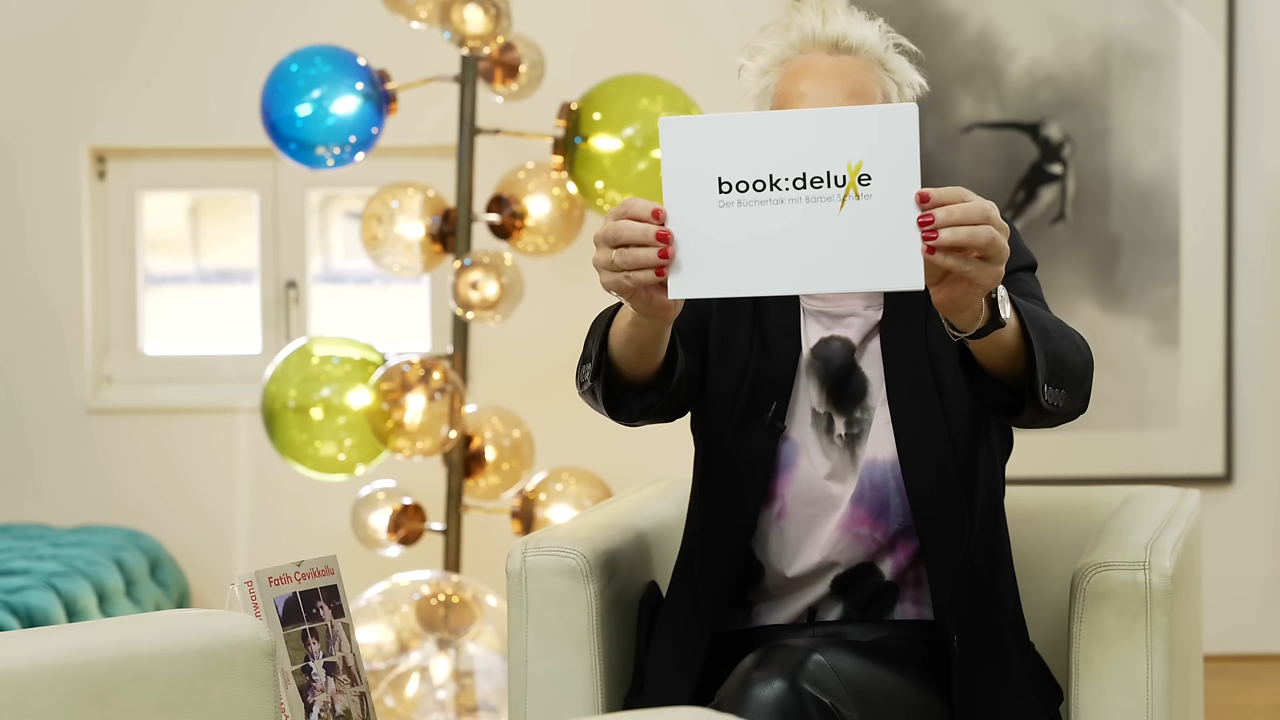 book:deluxe
Der Büchertalk mit Bärbel Schäfer
Fatih Çevikkollu